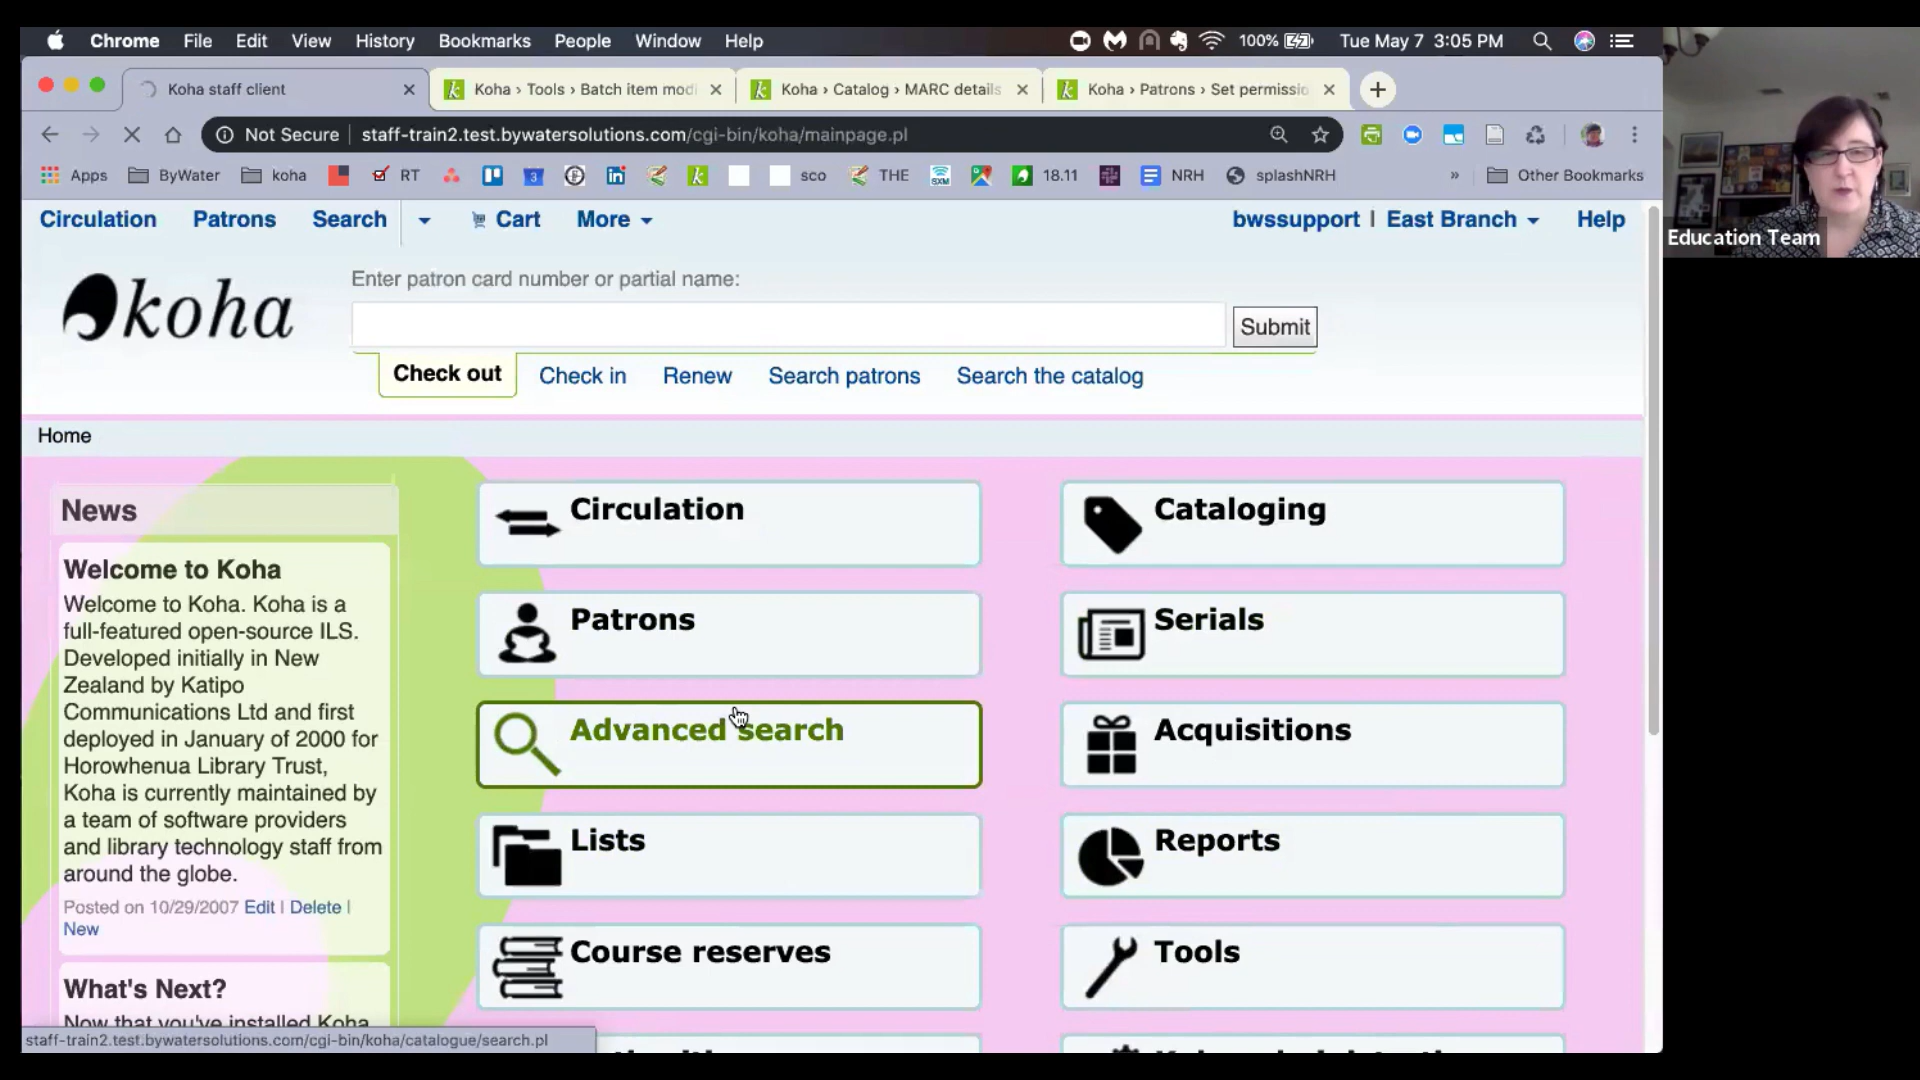 Chrome File Edit View History Bookmarks People Window Help 100% Tue May 7 3:05 PM
Koha staff client
Koha › Tools › Batch item modi
Koha › Catalog › MARC details
Koha › Patrons › Set permissio
Not Secure | staff-train2.test.bywatersolutions.com/cgi-bin/koha/mainpage.pl
Apps ByWater koha RT sco THE 18.11 NRH splashNRH » Other Bookmarks
Circulation Patrons Search Cart More bwssupport | East Branch Help
Education Team
koha
Enter patron card number or partial name:
Submit
Check out Check in Renew Search patrons Search the catalog
Home
News
Welcome to Koha
Welcome to Koha. Koha is a
full-featured open-source ILS.
Developed initially in New
Zealand by Katipo
Communications Ltd and first
deployed in January of 2000 for
Horowhenua Library Trust,
Koha is currently maintained by
a team of software providers
and library technology staff from
around the globe.
Posted on 10/29/2007 Edit | Delete |
New
What's Next?
Now that you've installed Koha
Circulation
Cataloging
Patrons
Serials
Advanced search
Acquisitions
Lists
Reports
Course reserves
Tools
staff-train2.test.bywatersolutions.com/cgi-bin/koha/catalogue/search.pl